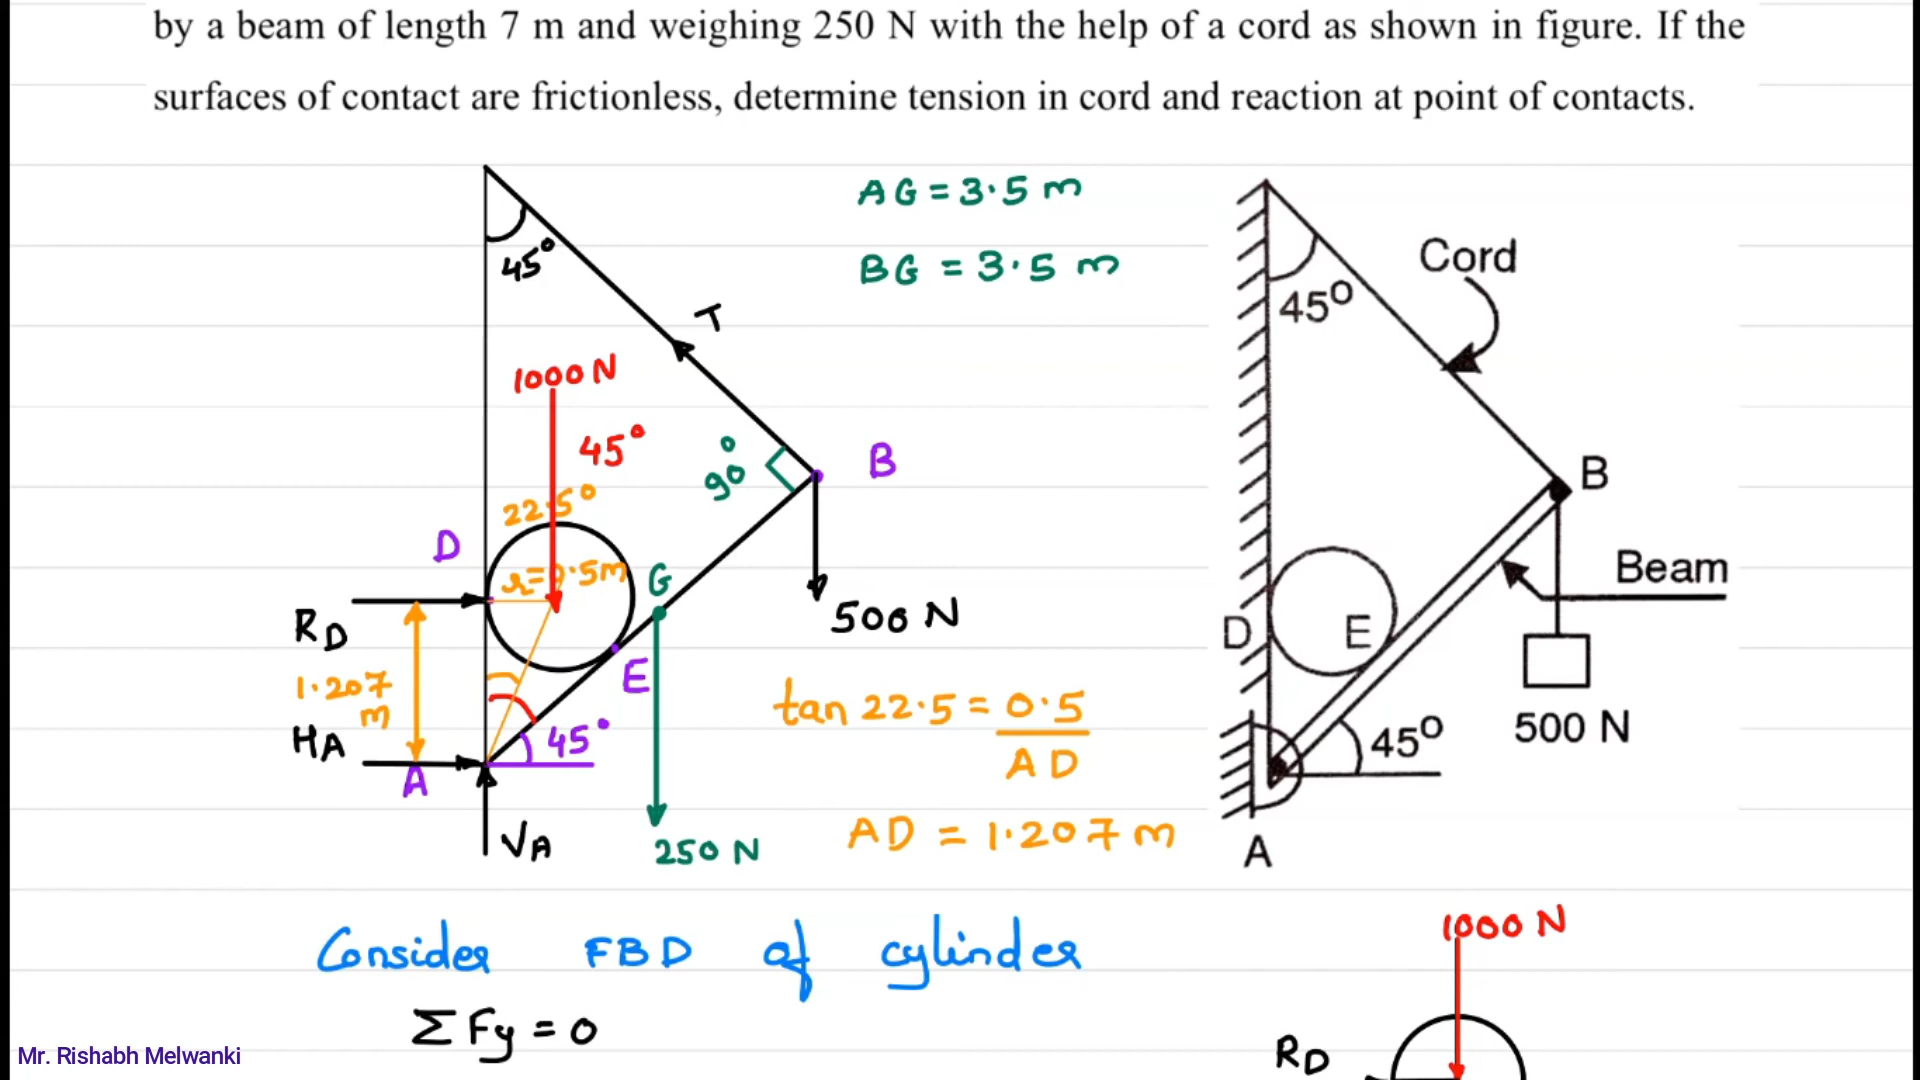 by a beam of length 7 m and weighing 250 N with the help of a cord as shown in figure. If the
surfaces of contact are frictionless, determine tension in cord and reaction at point of contacts.
AG = 3.5 m
BG = 3.5 m
45°
T
1000 N
45°
90°
B
22.5°
D
r=0.5m
G
RD
500 N
1.207
m
E
HA
45°
A
tan 22.5 = 0.5
AD
VA
250 N
AD = 1.207 m
Cord
45°
B
Beam
D
E
45°
500 N
A
Consider FBD of cylinder
ΣFy = 0
1000 N
RD
Mr. Rishabh Melwanki